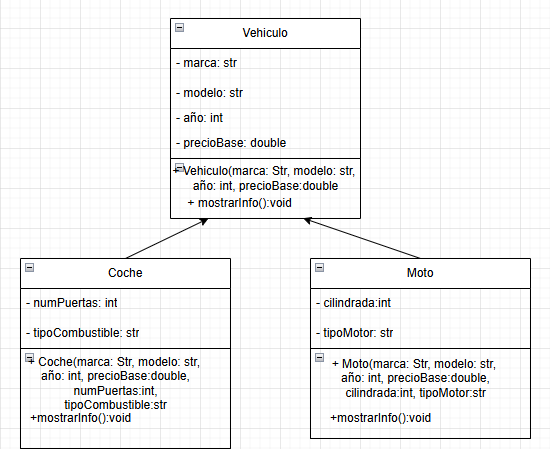 Vehiculo
- marca: str
- modelo: str
- año: int
- precioBase: double
+ Vehiculo(marca: Str, modelo: str,
año: int, precioBase:double
+ mostrarInfo():void
Coche
- numPuertas: int
- tipoCombustible: str
+ Coche(marca: Str, modelo: str,
año: int, precioBase:double,
numPuertas:int,
tipoCombustible:str
+mostrarInfo():void
Moto
- cilindrada:int
- tipoMotor: str
+ Moto(marca: Str, modelo: str,
año: int, precioBase:double,
cilindrada:int, tipoMotor:str
+mostrarInfo():void